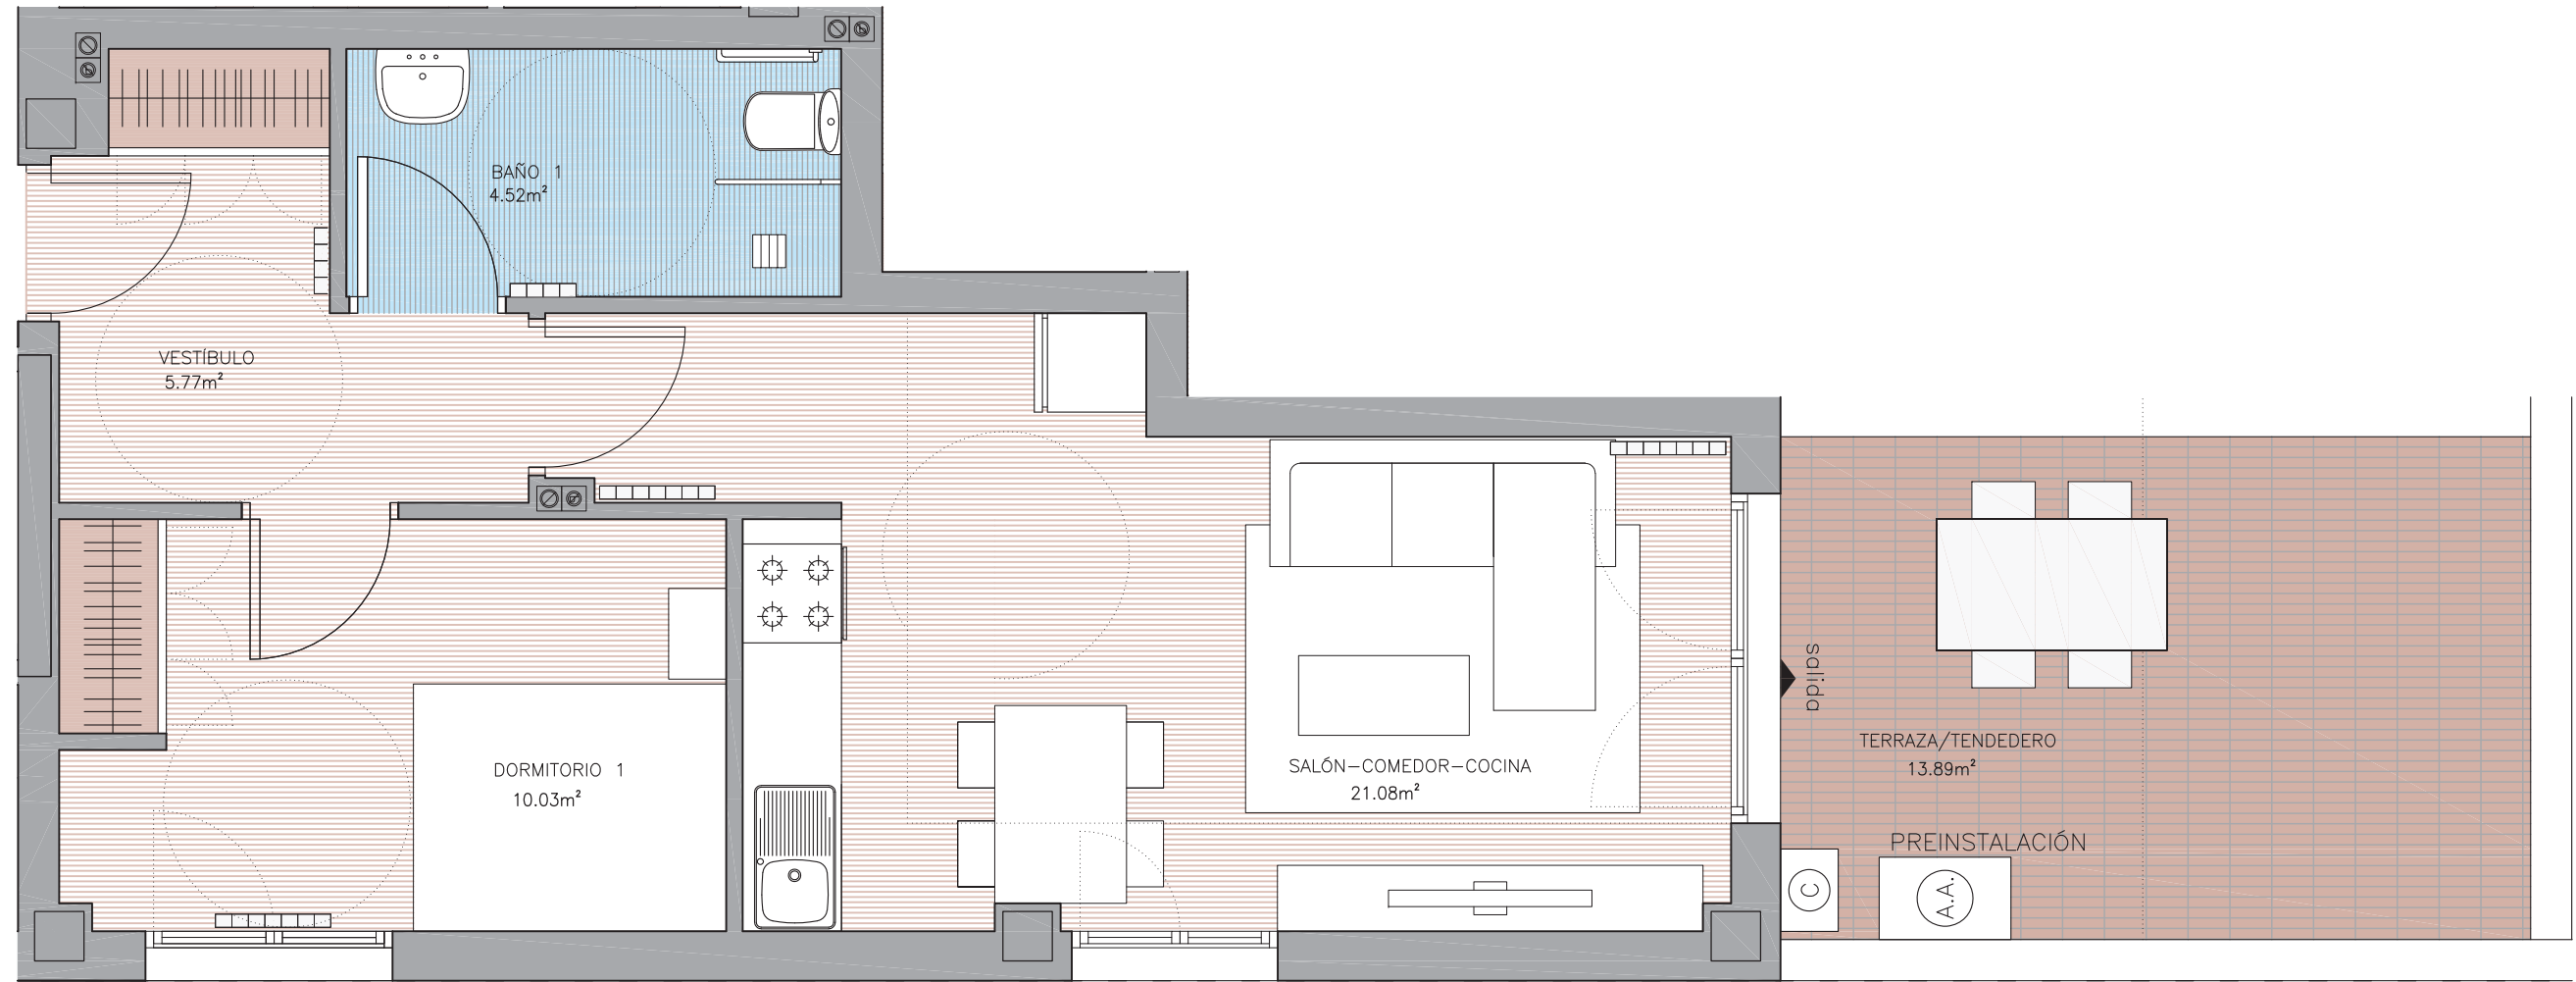 BAÑO 1
4.52m²
VESTÍBULO
5.77m²
DORMITORIO 1
10.03m²
SALÓN-COMEDOR-COCINA
21.08m²
salida
TERRAZA/TENDEDERO
13.89m²
PREINSTALACIÓN
C
A.A.